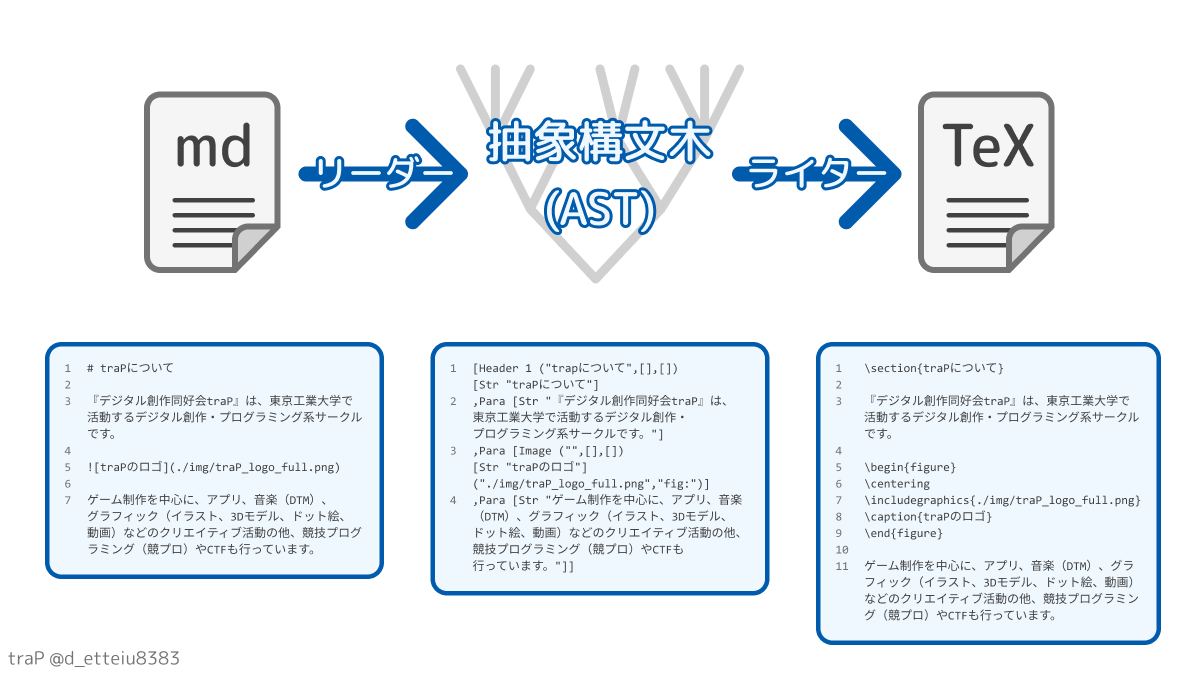 md
リーダー
抽象構文木
(AST)
ライター
TeX
1 # traPについて
2
3 『デジタル創作同好会traP』は、東京工業大学で
活動するデジタル創作・プログラミング系サークル
です。
4
5 ![traPのロゴ](./img/traP_logo_full.png)
6
7 ゲーム制作を中心に、アプリ、音楽（DTM）、
グラフィック（イラスト、3Dモデル、ドット絵、
動画）などのクリエイティブ活動の他、競技プログ
ラミング（競プロ）やCTFも行っています。
1 [Header 1 ("trapについて",[],[])
[Str "traPについて"]
2 ,Para [Str "『デジタル創作同好会traP』は、
東京工業大学で活動するデジタル創作・
プログラミング系サークルです。"]
3 ,Para [Image ("",[],[])
[Str "traPのロゴ"]
("./img/traP_logo_full.png","fig:")]
4 ,Para [Str "ゲーム制作を中心に、アプリ、音楽
（DTM）、グラフィック（イラスト、3Dモデル、
ドット絵、動画）などのクリエイティブ活動の他、
競技プログラミング（競プロ）やCTFも
行っています。"]]
1 \section{traPについて}
2
3 『デジタル創作同好会traP』は、東京工業大学で
活動するデジタル創作・プログラミング系サークル
です。
4
5 \begin{figure}
6 \centering
7 \includegraphics{./img/traP_logo_full.png}
8 \caption{traPのロゴ}
9 \end{figure}
10
11 ゲーム制作を中心に、アプリ、音楽（DTM）、グラ
フィック（イラスト、3Dモデル、ドット絵、動画）
などのクリエイティブ活動の他、競技プログラミン
グ（競プロ）やCTFも行っています。
traP @d_etteiu8383